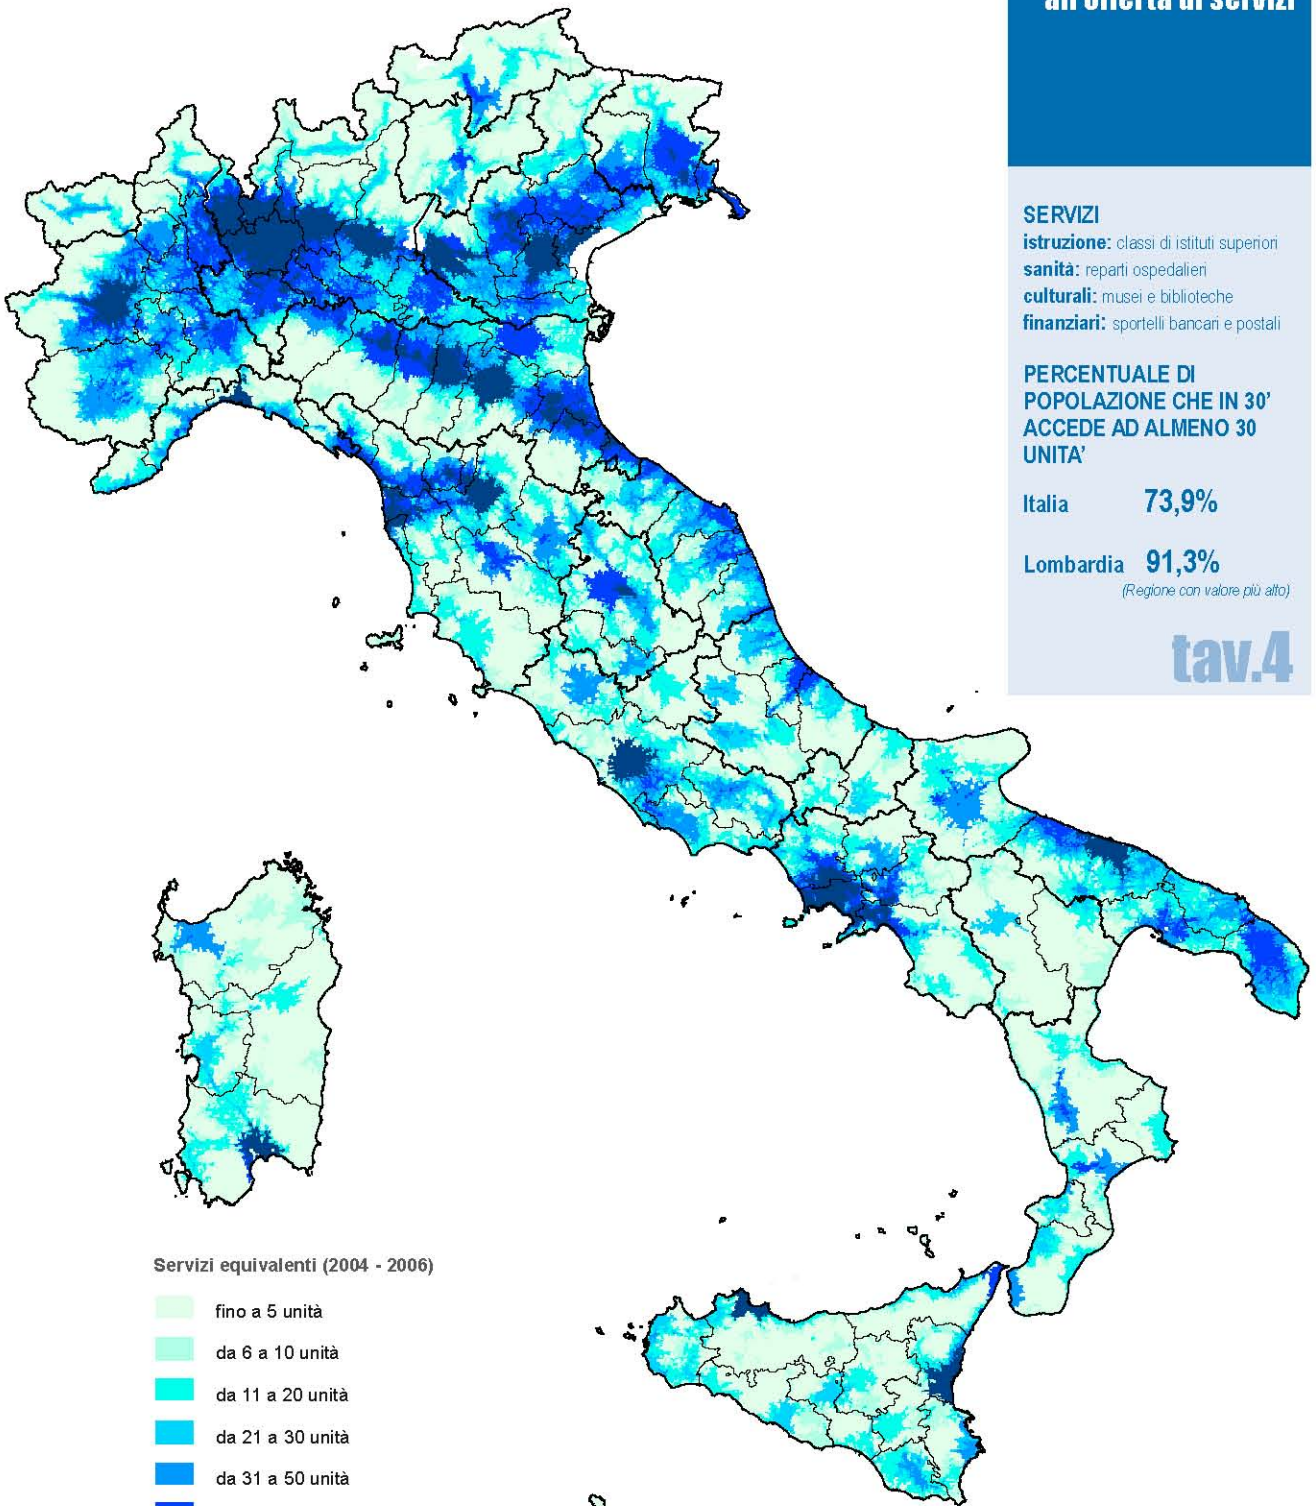 all'offerta di servizi
SERVIZI
istruzione: classi di istituti superiori
sanità: reparti ospedalieri
culturali: musei e biblioteche
finanziari: sportelli bancari e postali
PERCENTUALE DI
POPOLAZIONE CHE IN 30'
ACCEDE AD ALMENO 30
UNITA'
Italia 73,9%
Lombardia 91,3%
(Regione con valore più alto)
tav.4
Servizi equivalenti (2004 - 2006)
fino a 5 unità
da 6 a 10 unità
da 11 a 20 unità
da 21 a 30 unità
da 31 a 50 unità